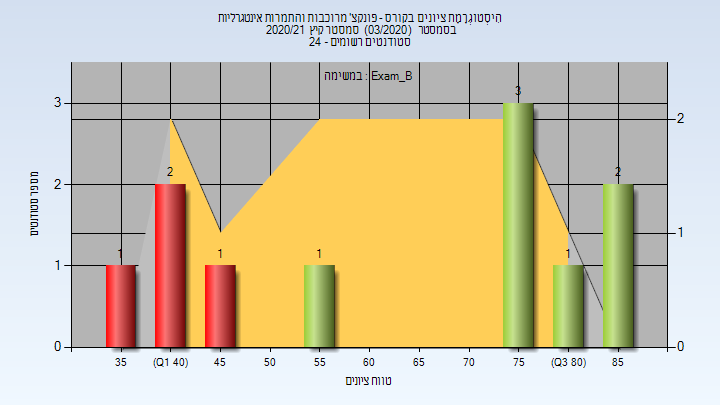 היסטוגרמת ציונים בקורס - פונקצ' מרוכבות והתמרות אינטגרליות
בסמסטר (03/2020) סמסטר קיץ 2020/21
סטודנטים רשומים - 24
במשימה : Exam_B
מספר סטודנטים
3
2
1
0
2
1
0
1
2
1
1
3
1
2
35
(Q1 40)
45
50
55
60
65
70
75
(Q3 80)
85
טווח ציונים